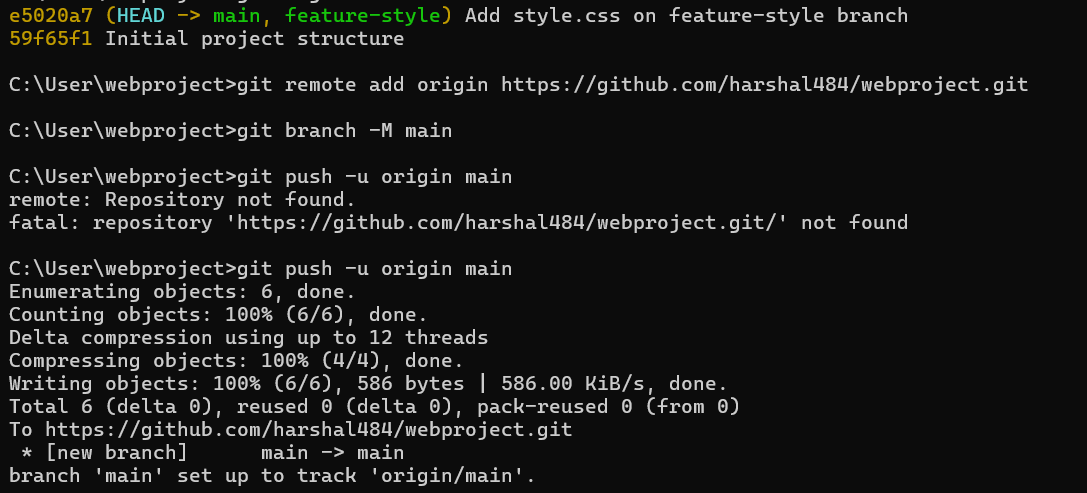 e5020a7 (HEAD -> main, feature-style) Add style.css on feature-style branch
59f65f1 Initial project structure
C:\User\webproject>git remote add origin https://github.com/harshal484/webproject.git
C:\User\webproject>git branch -M main
C:\User\webproject>git push -u origin main
remote: Repository not found.
fatal: repository 'https://github.com/harshal484/webproject.git/' not found
C:\User\webproject>git push -u origin main
Enumerating objects: 6, done.
Counting objects: 100% (6/6), done.
Delta compression using up to 12 threads
Compressing objects: 100% (4/4), done.
Writing objects: 100% (6/6), 586 bytes | 586.00 KiB/s, done.
Total 6 (delta 0), reused 0 (delta 0), pack-reused 0 (from 0)
To https://github.com/harshal484/webproject.git
 * [new branch]      main -> main
branch 'main' set up to track 'origin/main'.